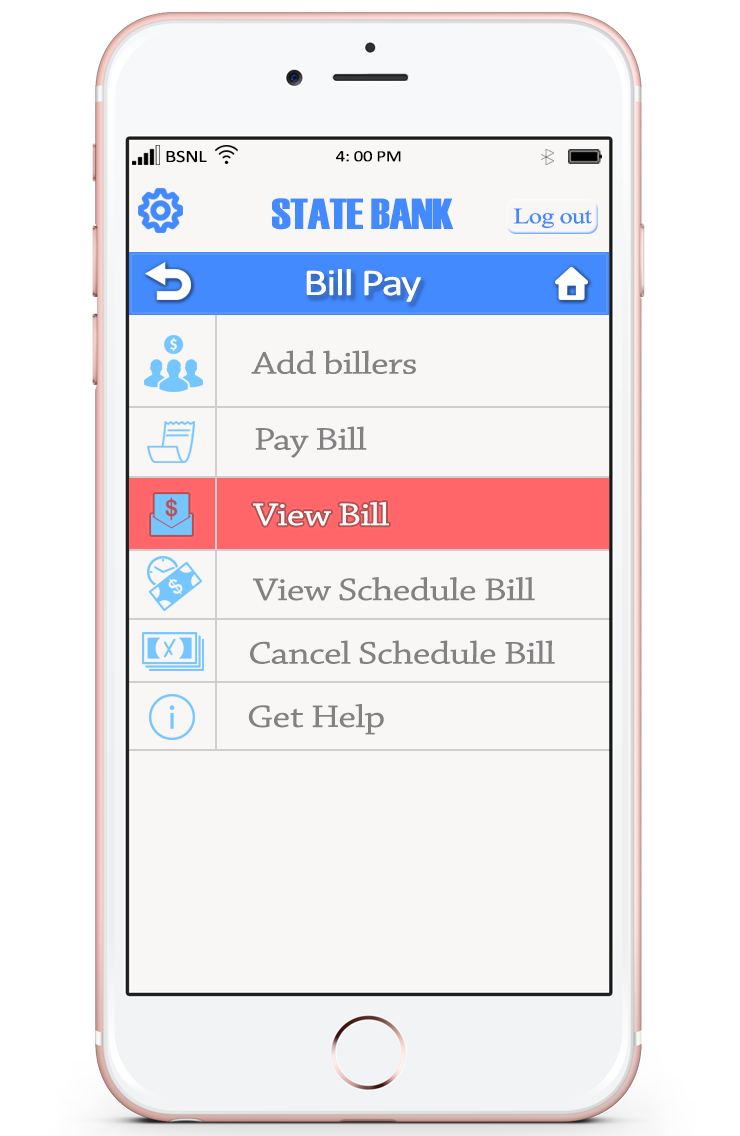 BSNL 4: 00 PM
STATE BANK
Log out
Bill Pay
$
Add billers
Pay Bill
$
View Bill
$
View Schedule Bill
X
Cancel Schedule Bill
i
Get Help